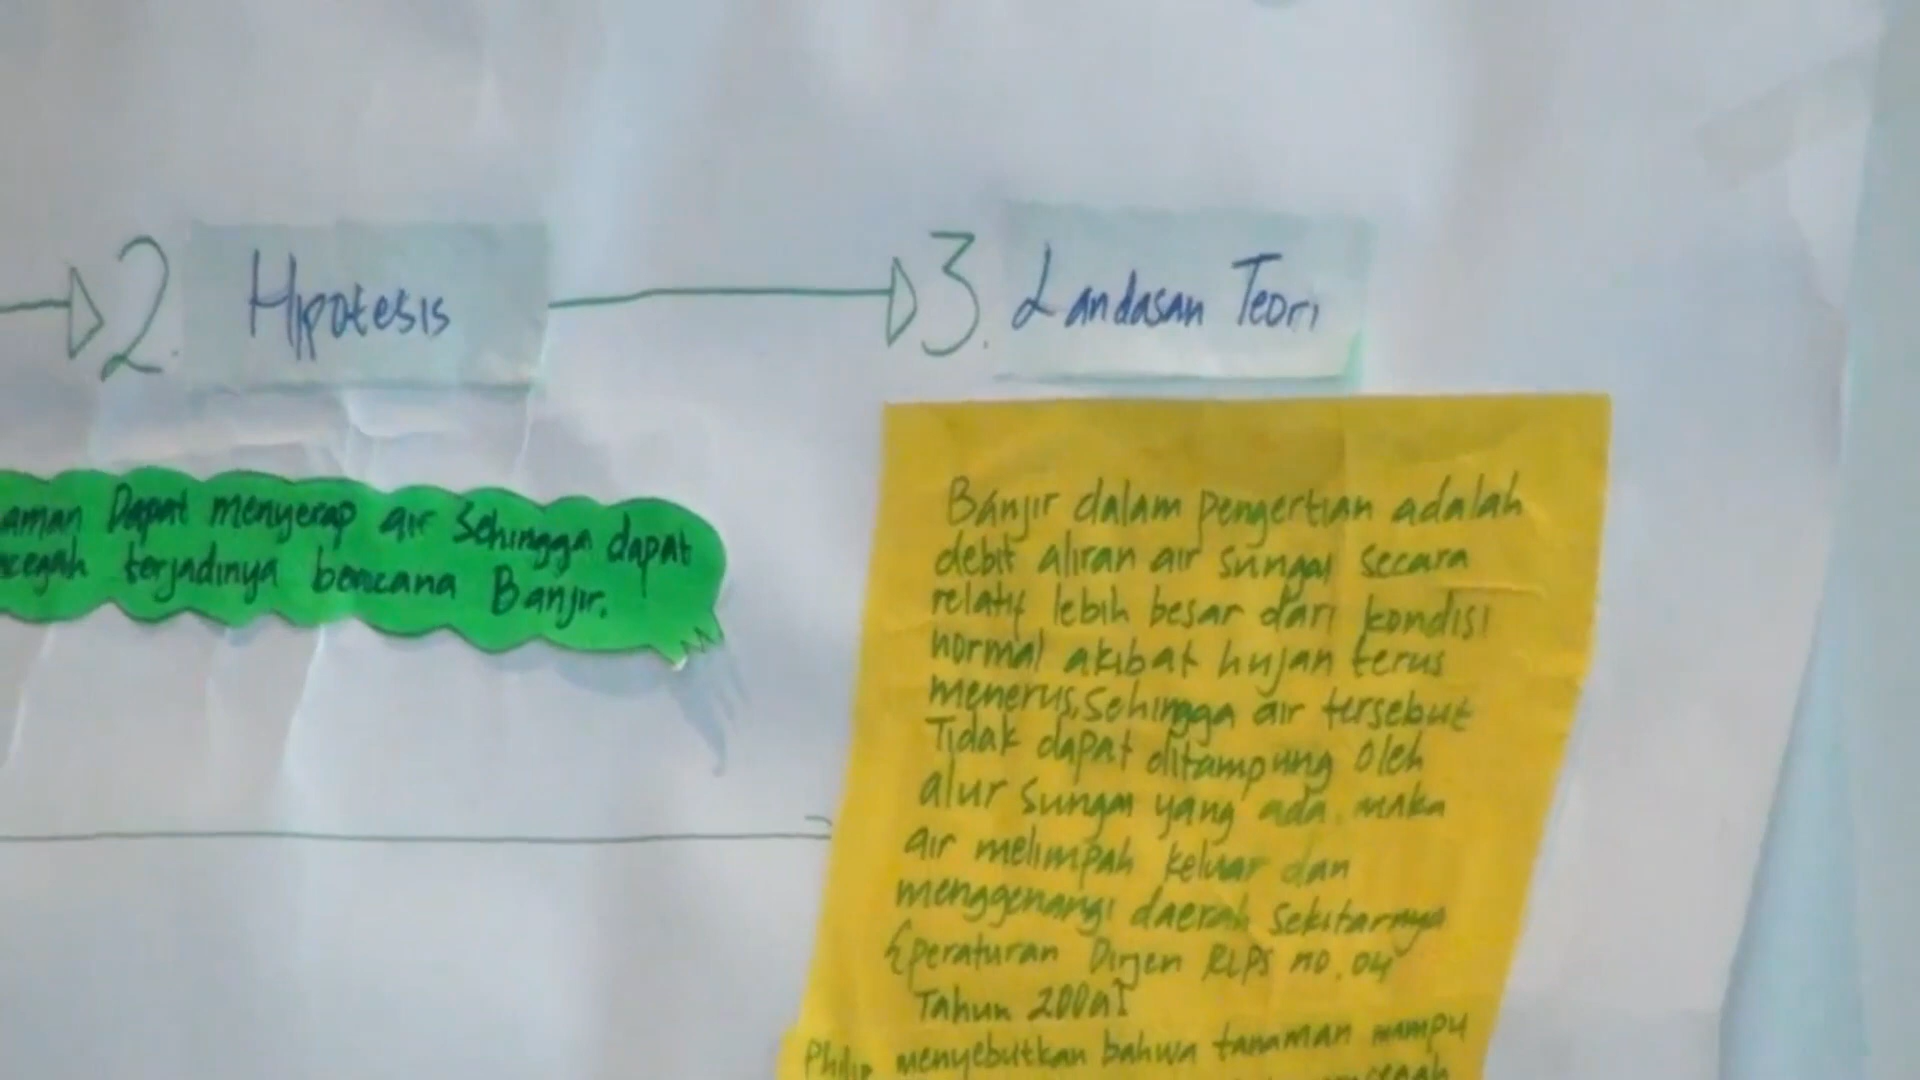 2. Hipotesis
3. Landasan Teori
aman Dapat menyerap air Sehingga dapat
cegah terjadinya bencana Banjir.
Banjir dalam pengertian adalah
debit aliran air sungai secara
relatif lebih besar dari kondisi
normal akibat hujan terus
menerus, Sehingga air tersebut
Tidak dapat ditampung oleh
alur sungai yang ada. maka
air melimpah keluar dan
menggenangi daerah sekitarnya
{peraturan Dirjen RLPS no. 04
Tahun
Philip menyebutkan bahwa tanaman mampu